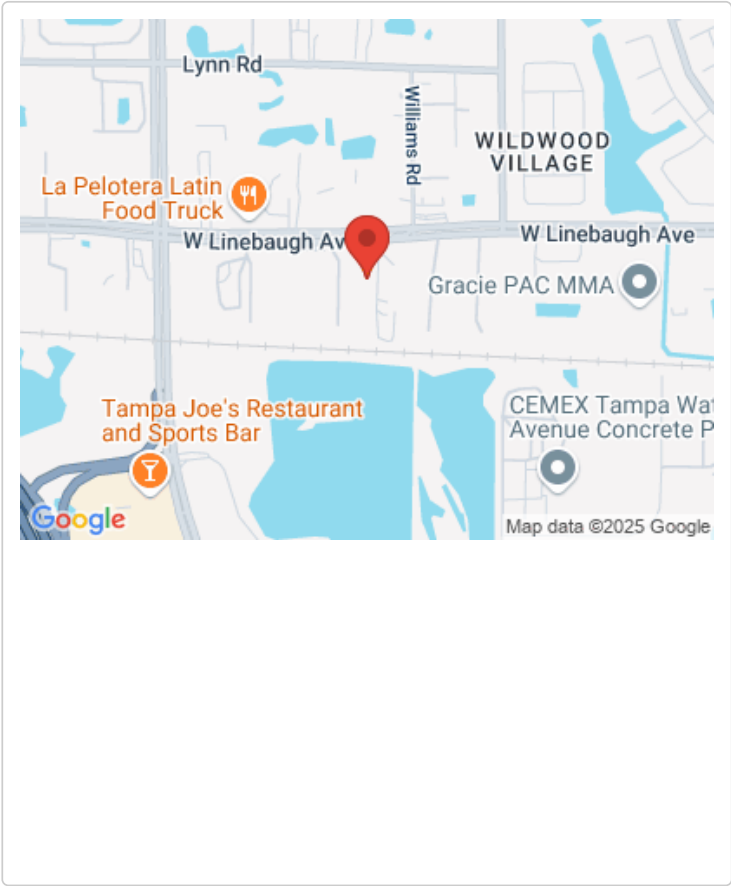 Lynn Rd
Williams Rd
WILDWOOD
VILLAGE
La Pelotera Latin
Food Truck
W Linebaugh Av
W Linebaugh Ave
Gracie PAC MMA
Tampa Joe's Restaurant
and Sports Bar
CEMEX Tampa Wat
Avenue Concrete P
Google
Map data ©2025 Google